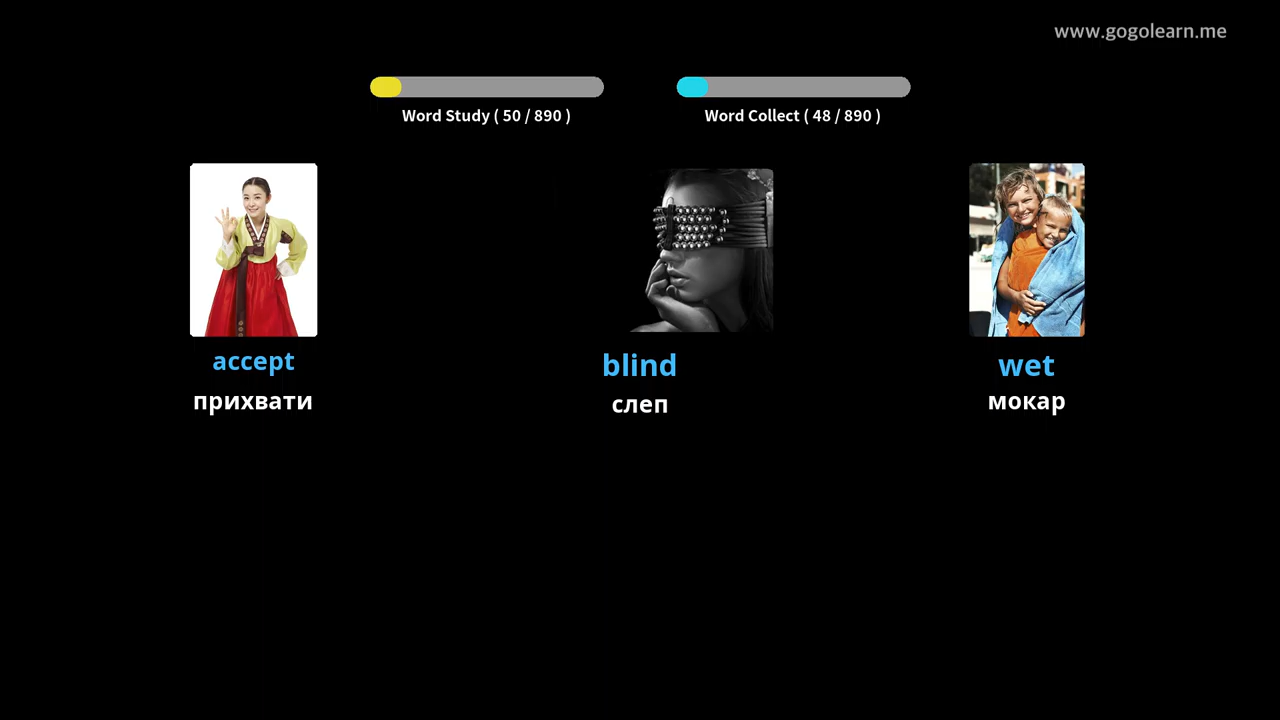 www.gogolearn.me
Word Study ( 50 / 890 )
Word Collect ( 48 / 890 )
accept
blind
wet
прихвати
слеп
мокар